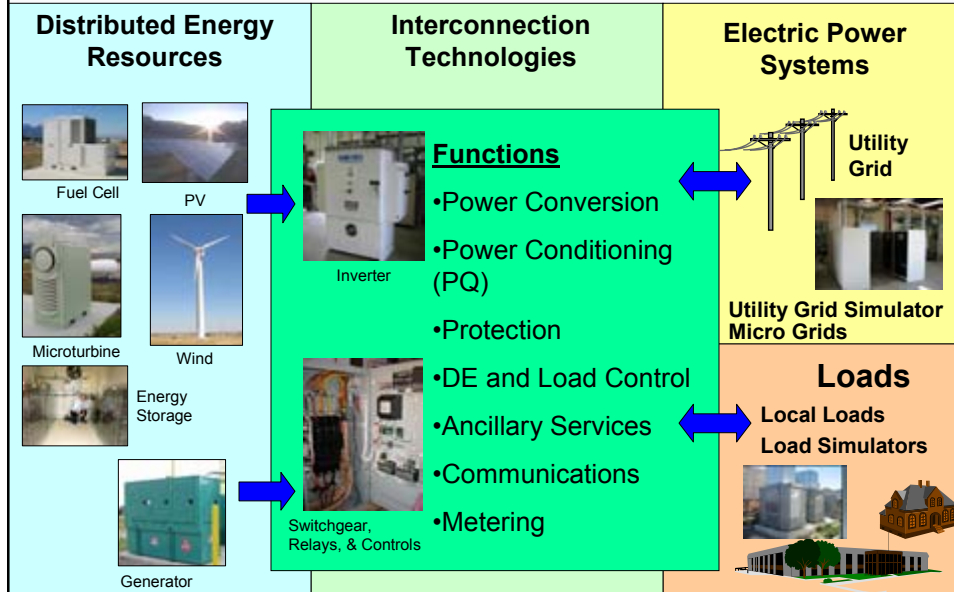 Distributed Energy
Resources
Fuel Cell
PV
Microturbine
Wind
Energy
Storage
Generator
Interconnection
Technologies
Inverter
Switchgear,
Relays, & Controls
Functions
•Power Conversion
•Power Conditioning
(PQ)
•Protection
•DE and Load Control
•Ancillary Services
•Communications
•Metering
Electric Power
Systems
Utility
Grid
Utility Grid Simulator
Micro Grids
Loads
Local Loads
Load Simulators